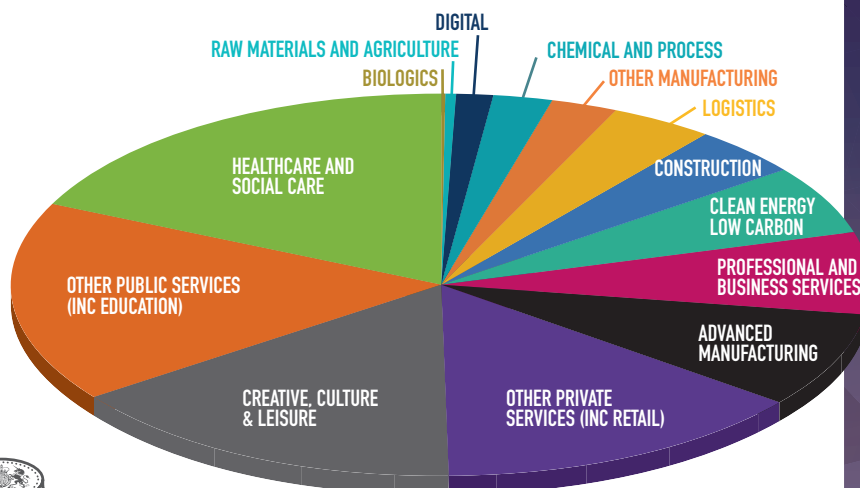 DIGITAL
RAW MATERIALS AND AGRICULTURE
CHEMICAL AND PROCESS
BIOLOGICS
OTHER MANUFACTURING
LOGISTICS
HEALTHCARE AND
SOCIAL CARE
CONSTRUCTION
CLEAN ENERGY
LOW CARBON
PROFESSIONAL AND
BUSINESS SERVICES
OTHER PUBLIC SERVICES
(INC EDUCATION)
ADVANCED
MANUFACTURING
CREATIVE, CULTURE
& LEISURE
OTHER PRIVATE
SERVICES (INC RETAIL)